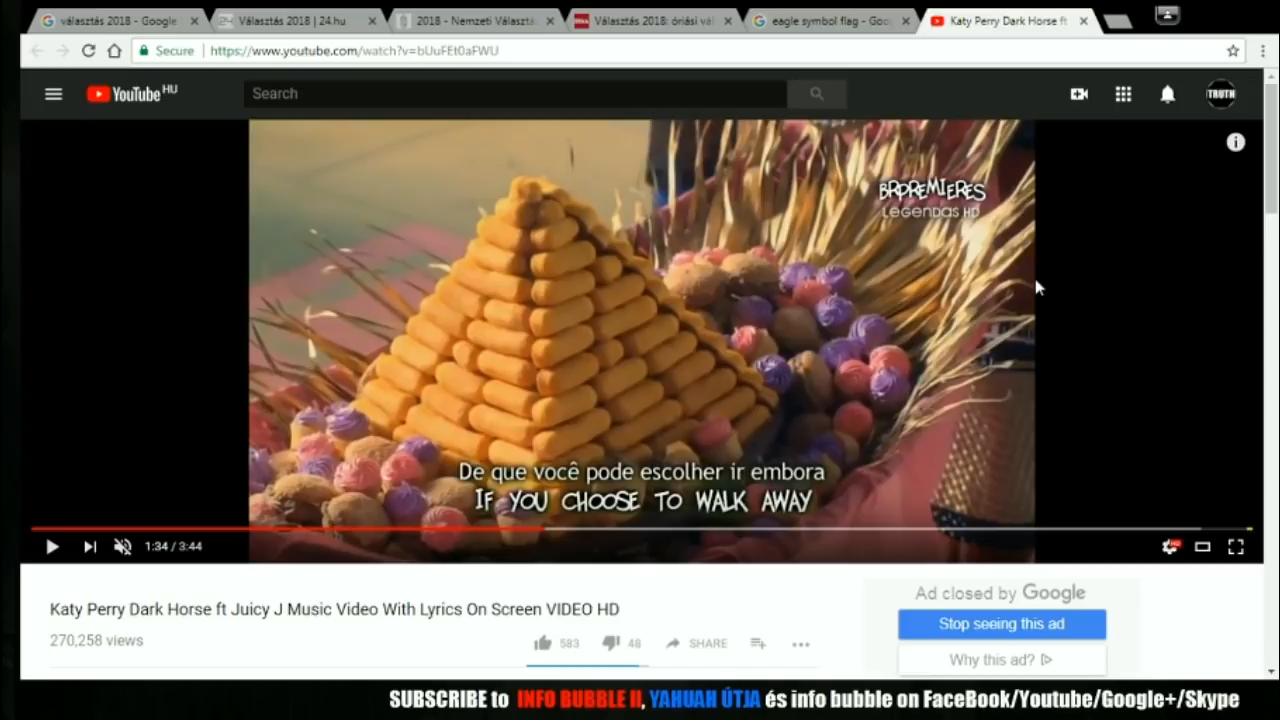 választás 2018 - Google
Választás 2018 | 24.hu
2018 - Nemzeti Választá
Választás 2018: óriási vál
eagle symbol flag - Goo
Katy Perry Dark Horse ft
Secure
https://www.youtube.com/watch?v=bUuFEt0aFWU
YouTube HU
Search
TRUTH
BRPREMIERES
LEGENDAS HD
De que você pode escolher ir embora
IF YOU CHOOSE TO WALK AWAY
1:34 / 3:44
HD
Katy Perry Dark Horse ft Juicy J Music Video With Lyrics On Screen VIDEO HD
270,258 views
583
48
SHARE
Ad closed by Google
Stop seeing this ad
Why this ad?
SUBSCRIBE to INFO BUBBLE II, YAHUAH ÚTJA és info bubble on FaceBook/Youtube/Google+/Skype